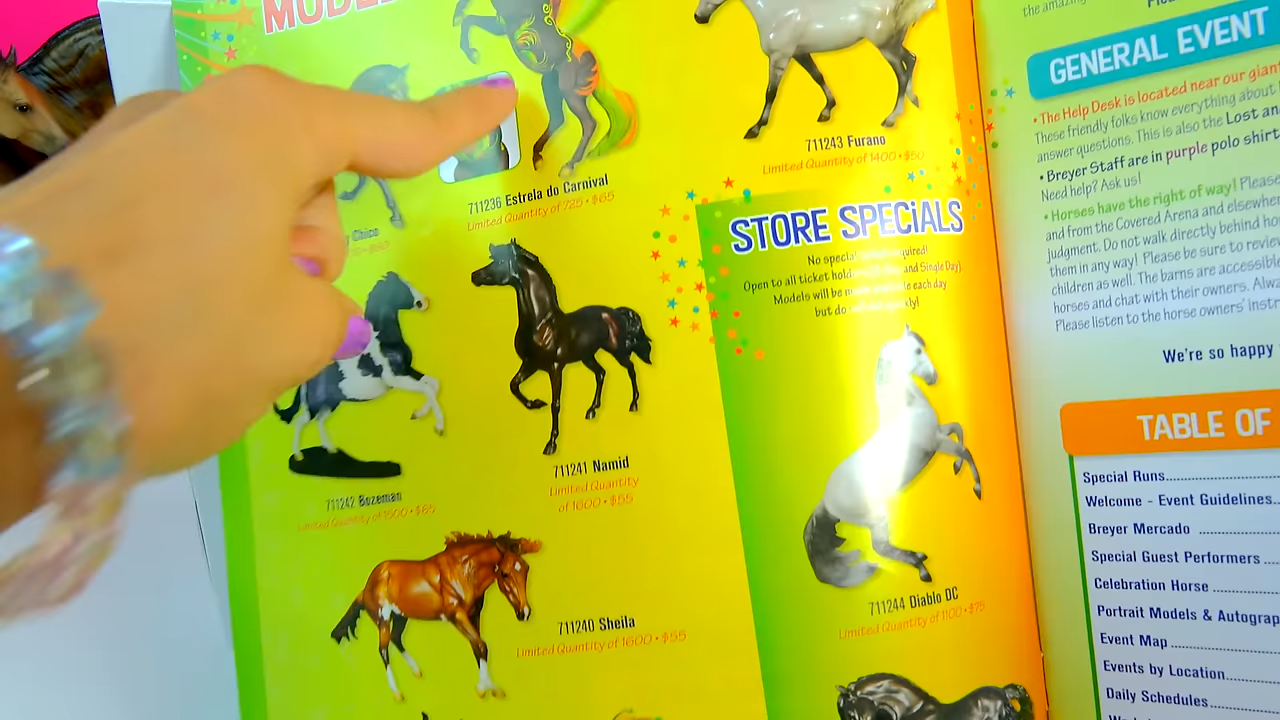 711243 Furano
Limited Quantity of 1400 • $50
711236 Estrela do Carnival
Limited Quantity of 725 • $65
Chico
STORE SPECiALS
No special required!
Open to all ticket and Single Day).
Models will be each day
but do
711241 Namid
Limited Quantity
of 1600 • $55
711242 Bozeman
Limited Quantity of 1500 • $65
711240 Sheila
Limited Quantity of 1600 • $55
711244 Diablo DC
Limited Quantity of 1100 • $75
the amazing
GENERAL EVENT
• The Help Desk is located near our giant
These friendly folks know everything about
answer questions. This is also the Lost an
• Breyer Staff are in purple polo shirt
Need help? Ask us!
• Horses have the right of way! Please
and from the Covered Arena and elsewhere
judgment. Do not walk directly behind ho
them in any way! Please be sure to revie
children as well. The barns are accessible
horses and chat with their owners. Alwa
Please listen to the horse owners' inst
We're so happy
TABLE OF
Special Runs
Welcome - Event Guidelines
Breyer Mercado
Special Guest Performers
Celebration Horse
Portrait Models & Autograp
Event Map
Events by Location
Daily Schedules